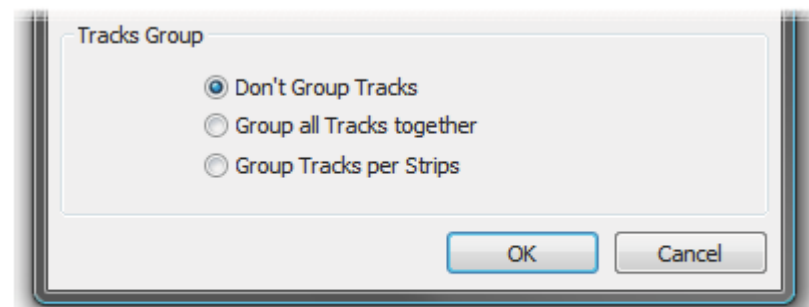 Tracks Group
Don't Group Tracks
Group all Tracks together
Group Tracks per Strips
OK Cancel